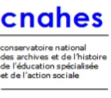 cnahes
conservatoire national
des archives et de l'histoire
de l'éducation spécialisée
et de l'action sociale